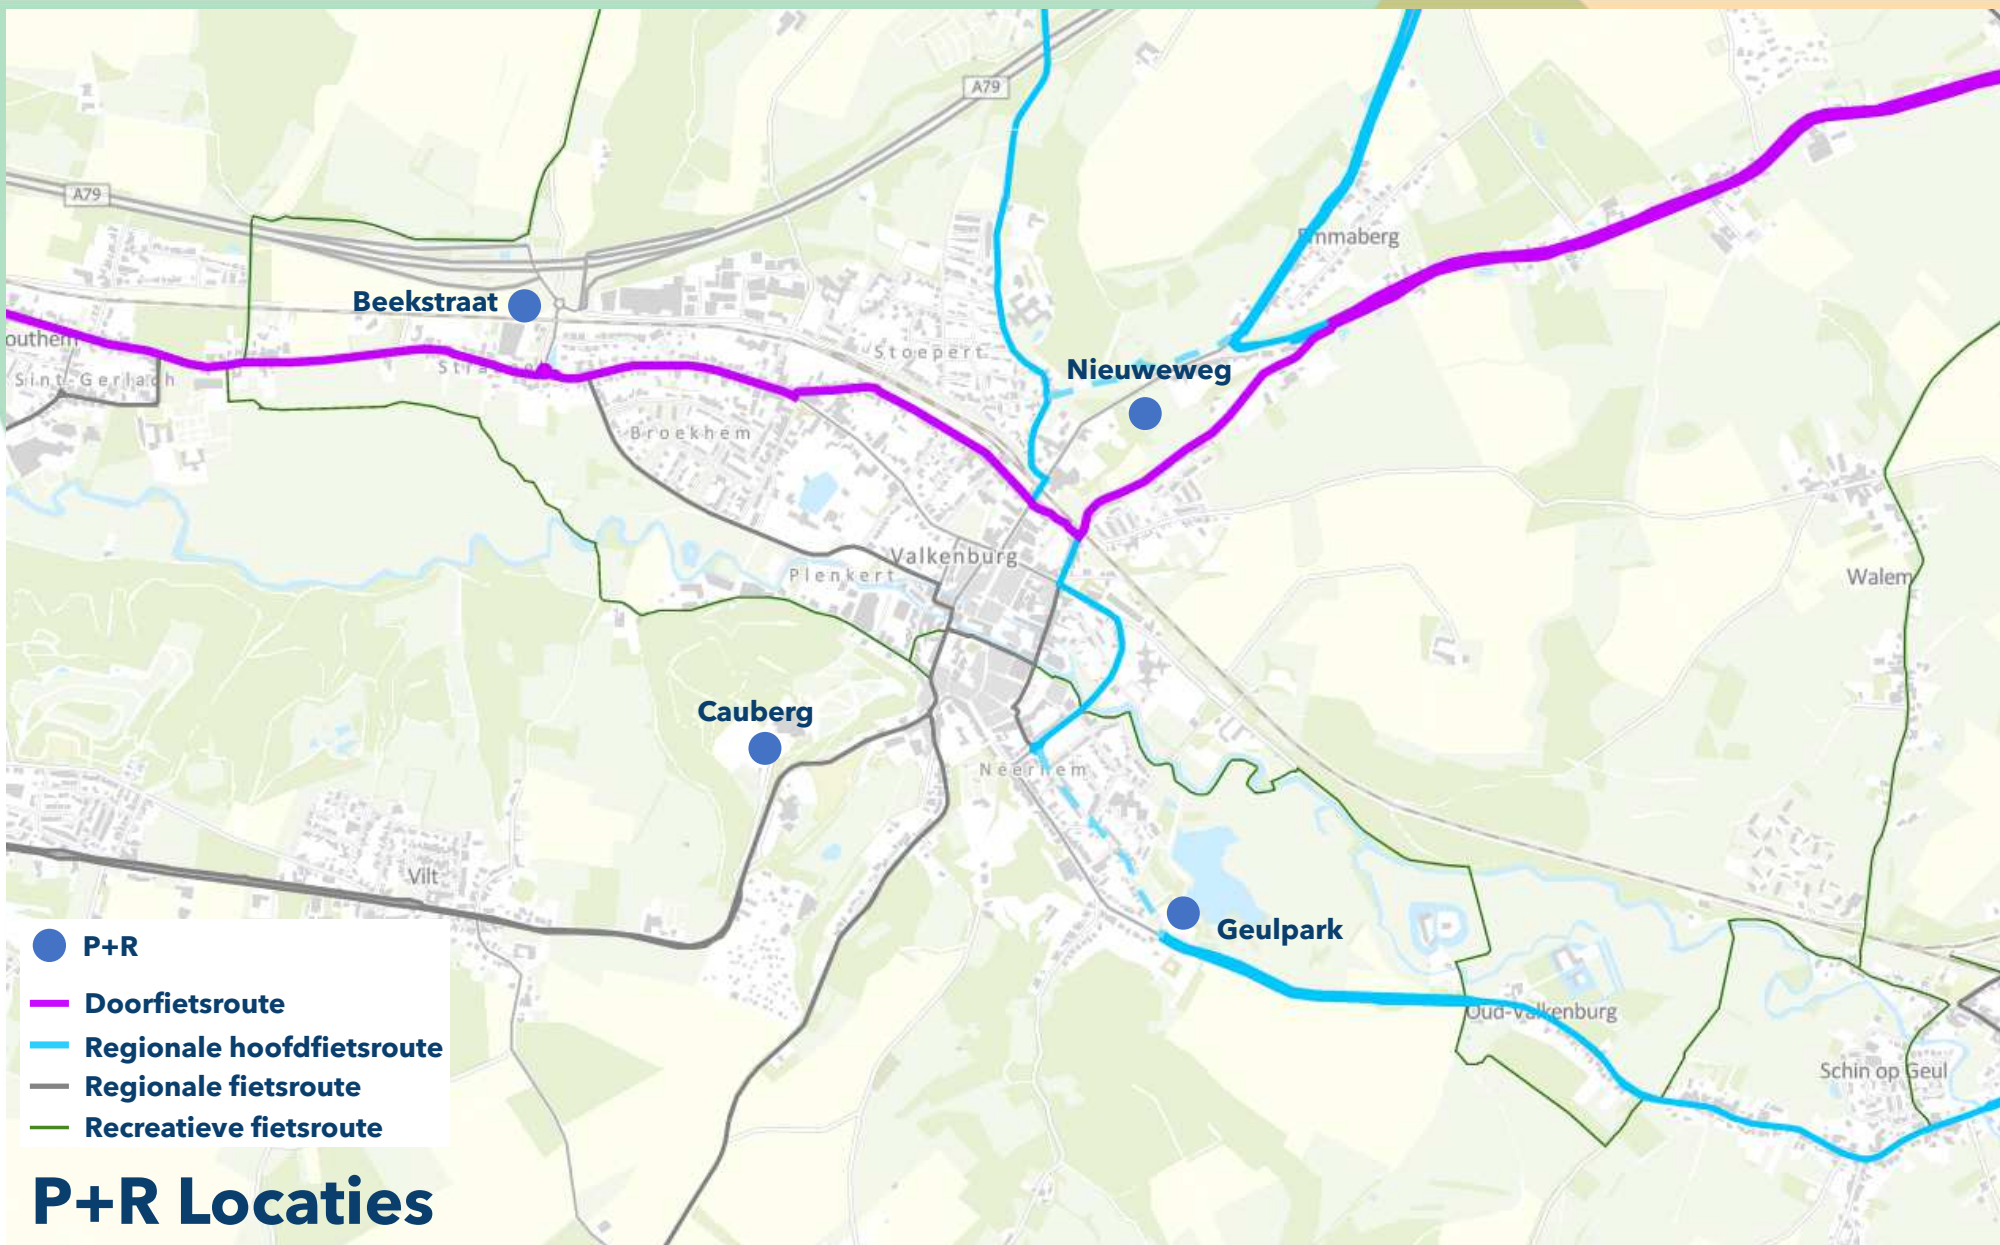 A79
A79
Emmaberg
Beekstraat
Stoepert
Nieuweweg
Sint-Gerlach
Broekhem
Valkenburg
Plenkert
Walem
Cauberg
Neerhem
Vilt
Geulpark
Oud-Valkenburg
Schin op Geul
P+R
Doorfietsroute
Regionale hoofdfietsroute
Regionale fietsroute
Recreatieve fietsroute
P+R Locaties